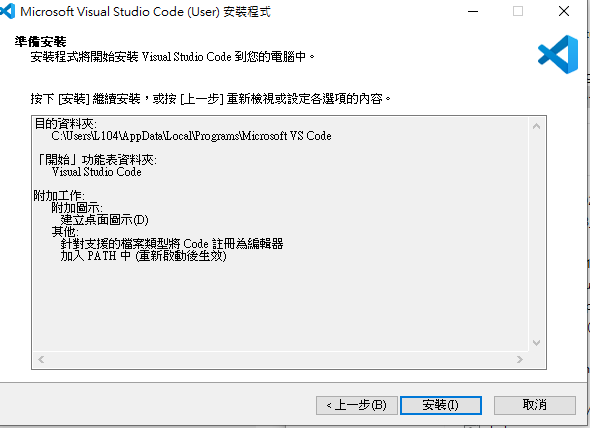 Microsoft Visual Studio Code (User) 安裝程式
準備安裝
安裝程式將開始安裝 Visual Studio Code 到您的電腦中。
按下 [安裝] 繼續安裝，或按 [上一步] 重新檢視或設定各選項的內容。
目的資料夾:
C:\Users\L104\AppData\Local\Programs\Microsoft VS Code
「開始」功能表資料夾:
Visual Studio Code
附加工作:
附加圖示:
建立桌面圖示(D)
其他:
針對支援的檔案類型將 Code 註冊為編輯器
加入 PATH 中 (重新啟動後生效)
< 上一步(B)
安裝(I)
取消